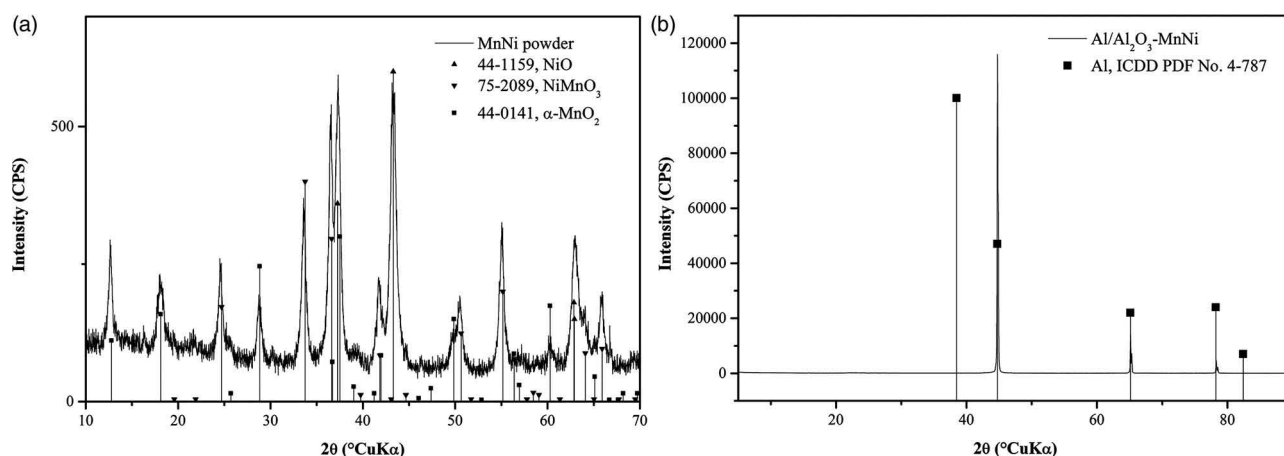 (a)
MnNi powder
44-1159, NiO
75-2089, NiMnO₃
44-0141, α-MnO₂
500
0
Intensity (CPS)
10 20 30 40 50 60 70
2θ (°CuKα)
(b)
Al/Al₂O₃-MnNi
Al, ICDD PDF No. 4-787
120000
100000
80000
60000
40000
20000
0
Intensity (CPS)
20 40 60 80
2θ (°CuKα)